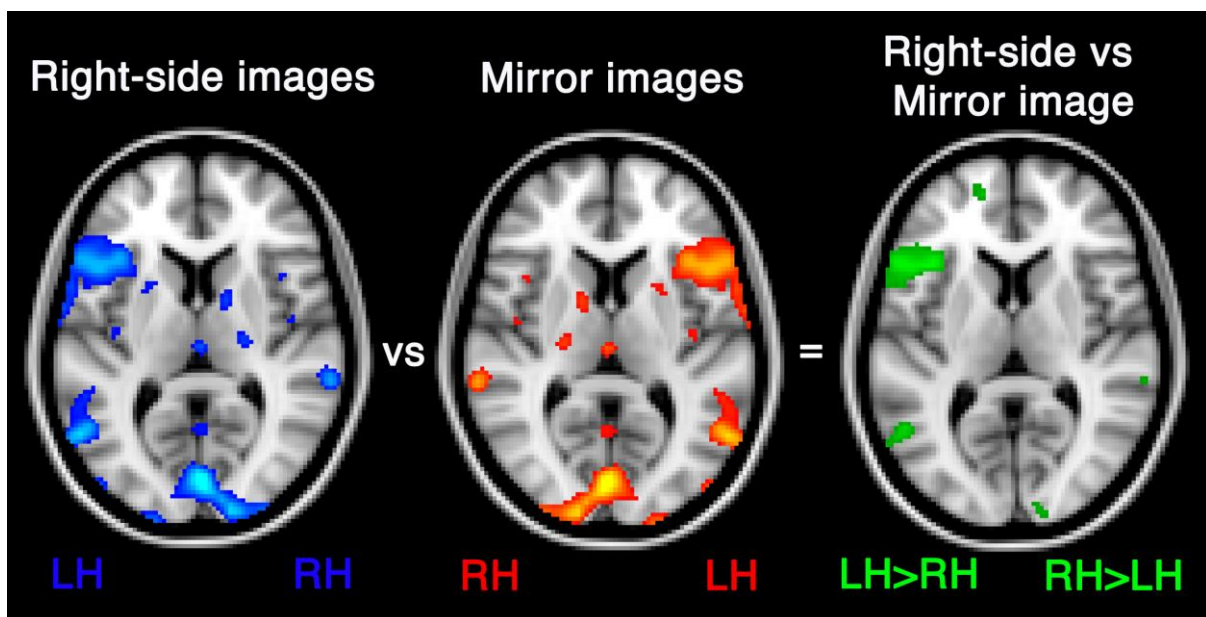 Right-side images
Mirror images
Right-side vs
Mirror image
vs
=
LH
RH
RH
LH
LH>RH
RH>LH